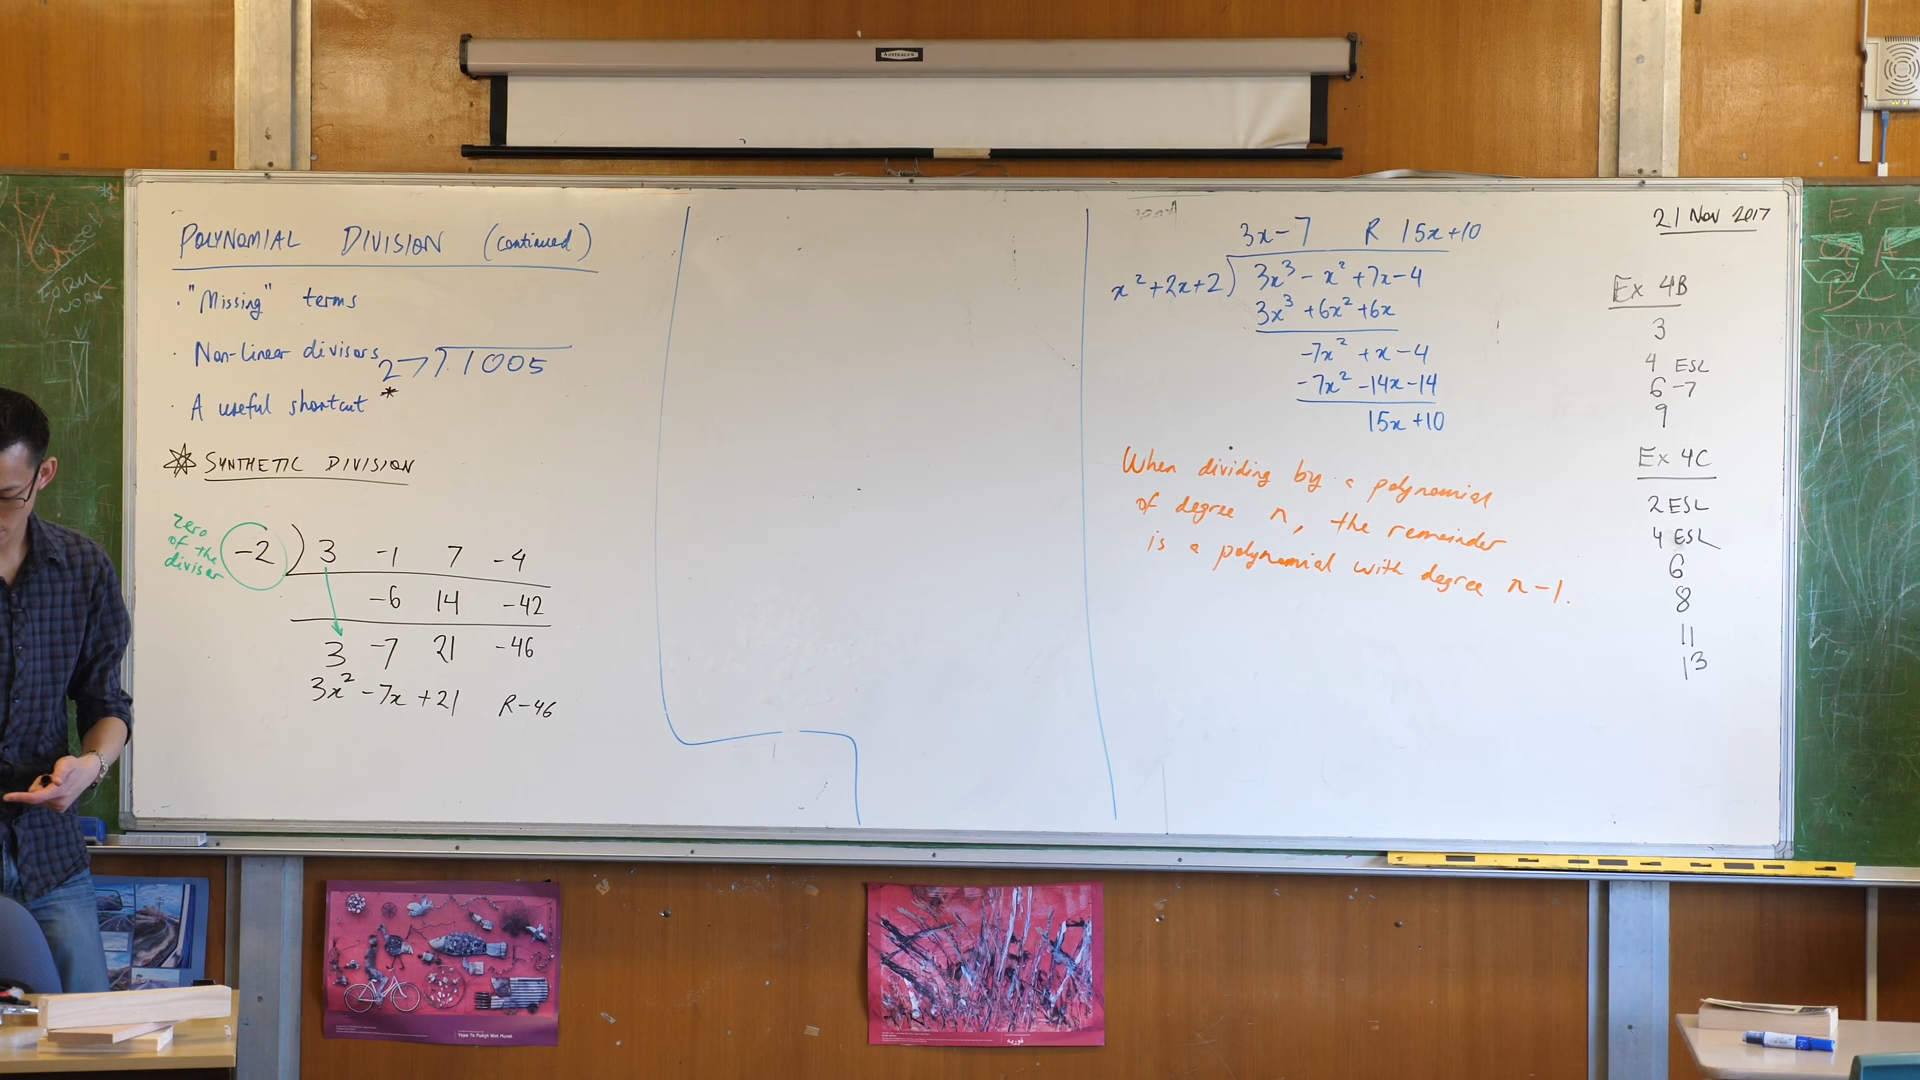 POLYNOMIAL DIVISION (continued)
· "Missing" terms
· Non-linear divisors
27 ) 1005
· A useful shortcut *
SYNTHETIC DIVISION
zero
of the
divisor
-2 ) 3 -1 7 -4
-6 14 -42
3 -7 21 -46
3x² - 7x + 21 R-46
3x - 7 R 15x+10
x² + 2x + 2 ) 3x³ - x² + 7x - 4
3x³ + 6x² + 6x
-7x² + x - 4
-7x² - 14x - 14
15x + 10
When dividing by a polynomial
of degree n, the remainder
is a polynomial with degree n-1.
21 Nov 2017
Ex 4B
3
4 ESL
6-7
9
Ex 4C
2 ESL
4 ESL
6
8
11
13